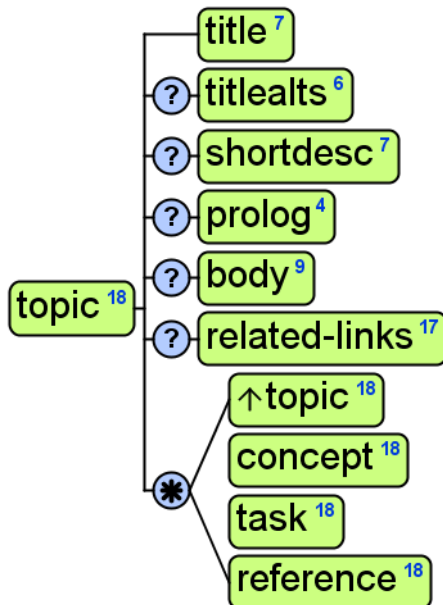 title 7
? titlealts 6
? shortdesc 7
? prolog 4
? body 9
topic 18
? related-links 17
↑topic 18
concept 18
✱
task 18
reference 18